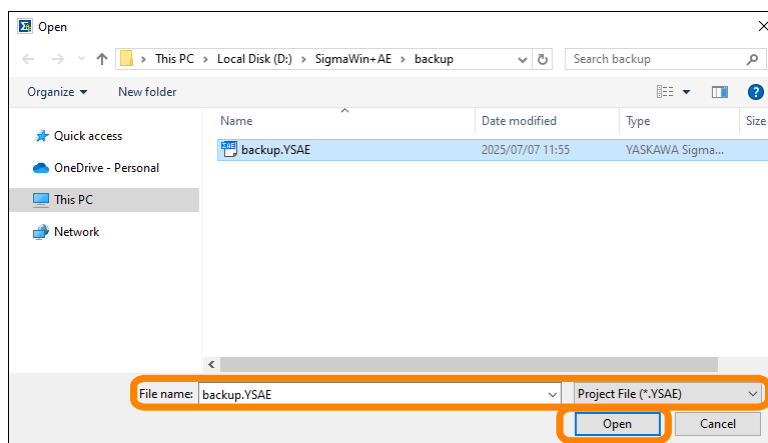 Open
This PC > Local Disk (D:) > SigmaWin+AE > backup
Search backup
Organize
New folder
Name
Date modified
Type
Size
Quick access
OneDrive - Personal
This PC
Network
backup.YSAE
2025/07/07 11:55
YASKAWA Sigma...
File name:
backup.YSAE
Project File (*.YSAE)
Open
Cancel